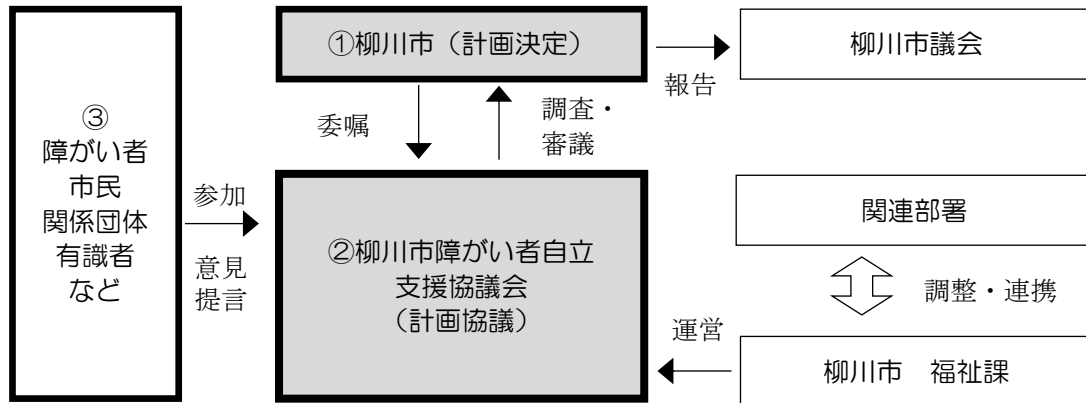 ①柳川市（計画決定）
柳川市議会
報告
委嘱
調査・
審議
③
障がい者
市民
関係団体
有識者
など
参加
意見
提言
②柳川市障がい者自立
支援協議会
（計画協議）
関連部署
調整・連携
運営
柳川市　福祉課